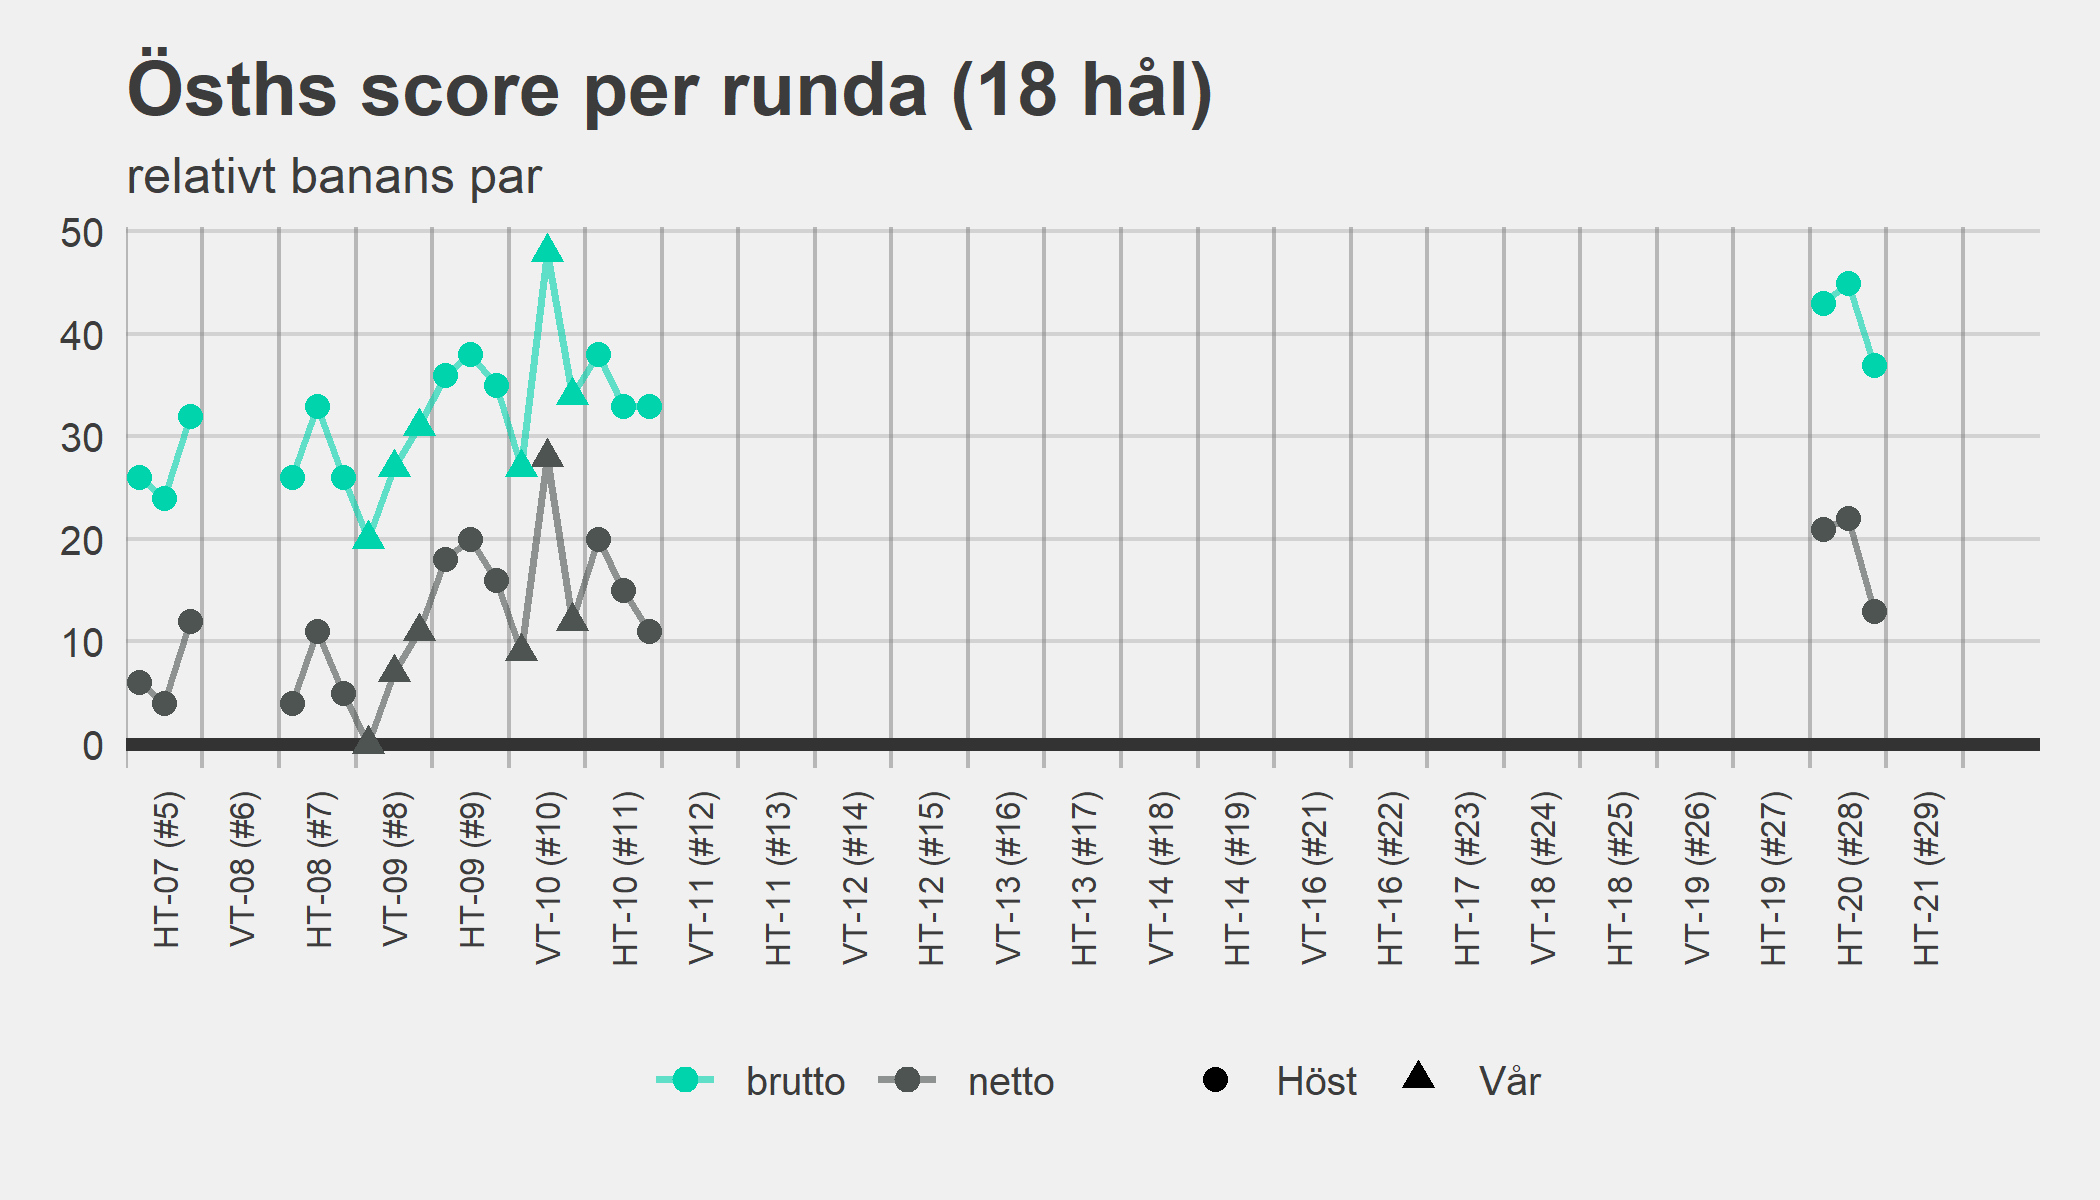 Ösths score per runda (18 hål)
relativt banans par
50
40
30
20
10
0
HT-07 (#5)
VT-08 (#6)
HT-08 (#7)
VT-09 (#8)
HT-09 (#9)
VT-10 (#10)
HT-10 (#11)
VT-11 (#12)
HT-11 (#13)
VT-12 (#14)
HT-12 (#15)
VT-13 (#16)
HT-13 (#17)
VT-14 (#18)
HT-14 (#19)
VT-16 (#21)
HT-16 (#22)
HT-17 (#23)
VT-18 (#24)
HT-18 (#25)
VT-19 (#26)
HT-19 (#27)
HT-20 (#28)
HT-21 (#29)
brutto netto Höst Vår